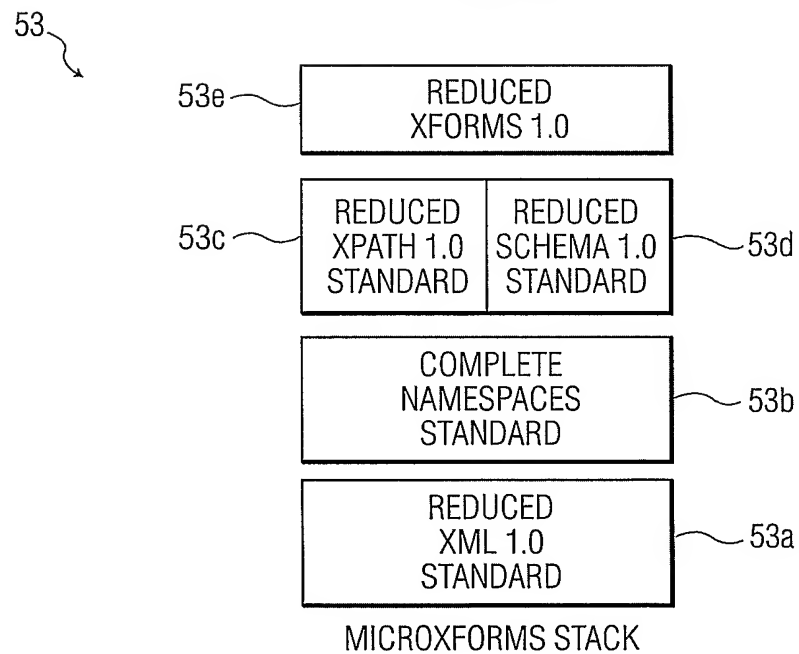 53
53e
REDUCED
XFORMS 1.0
53c
REDUCED
XPATH 1.0
STANDARD
REDUCED
SCHEMA 1.0
STANDARD
53d
COMPLETE
NAMESPACES
STANDARD
53b
REDUCED
XML 1.0
STANDARD
53a
MICROXFORMS STACK